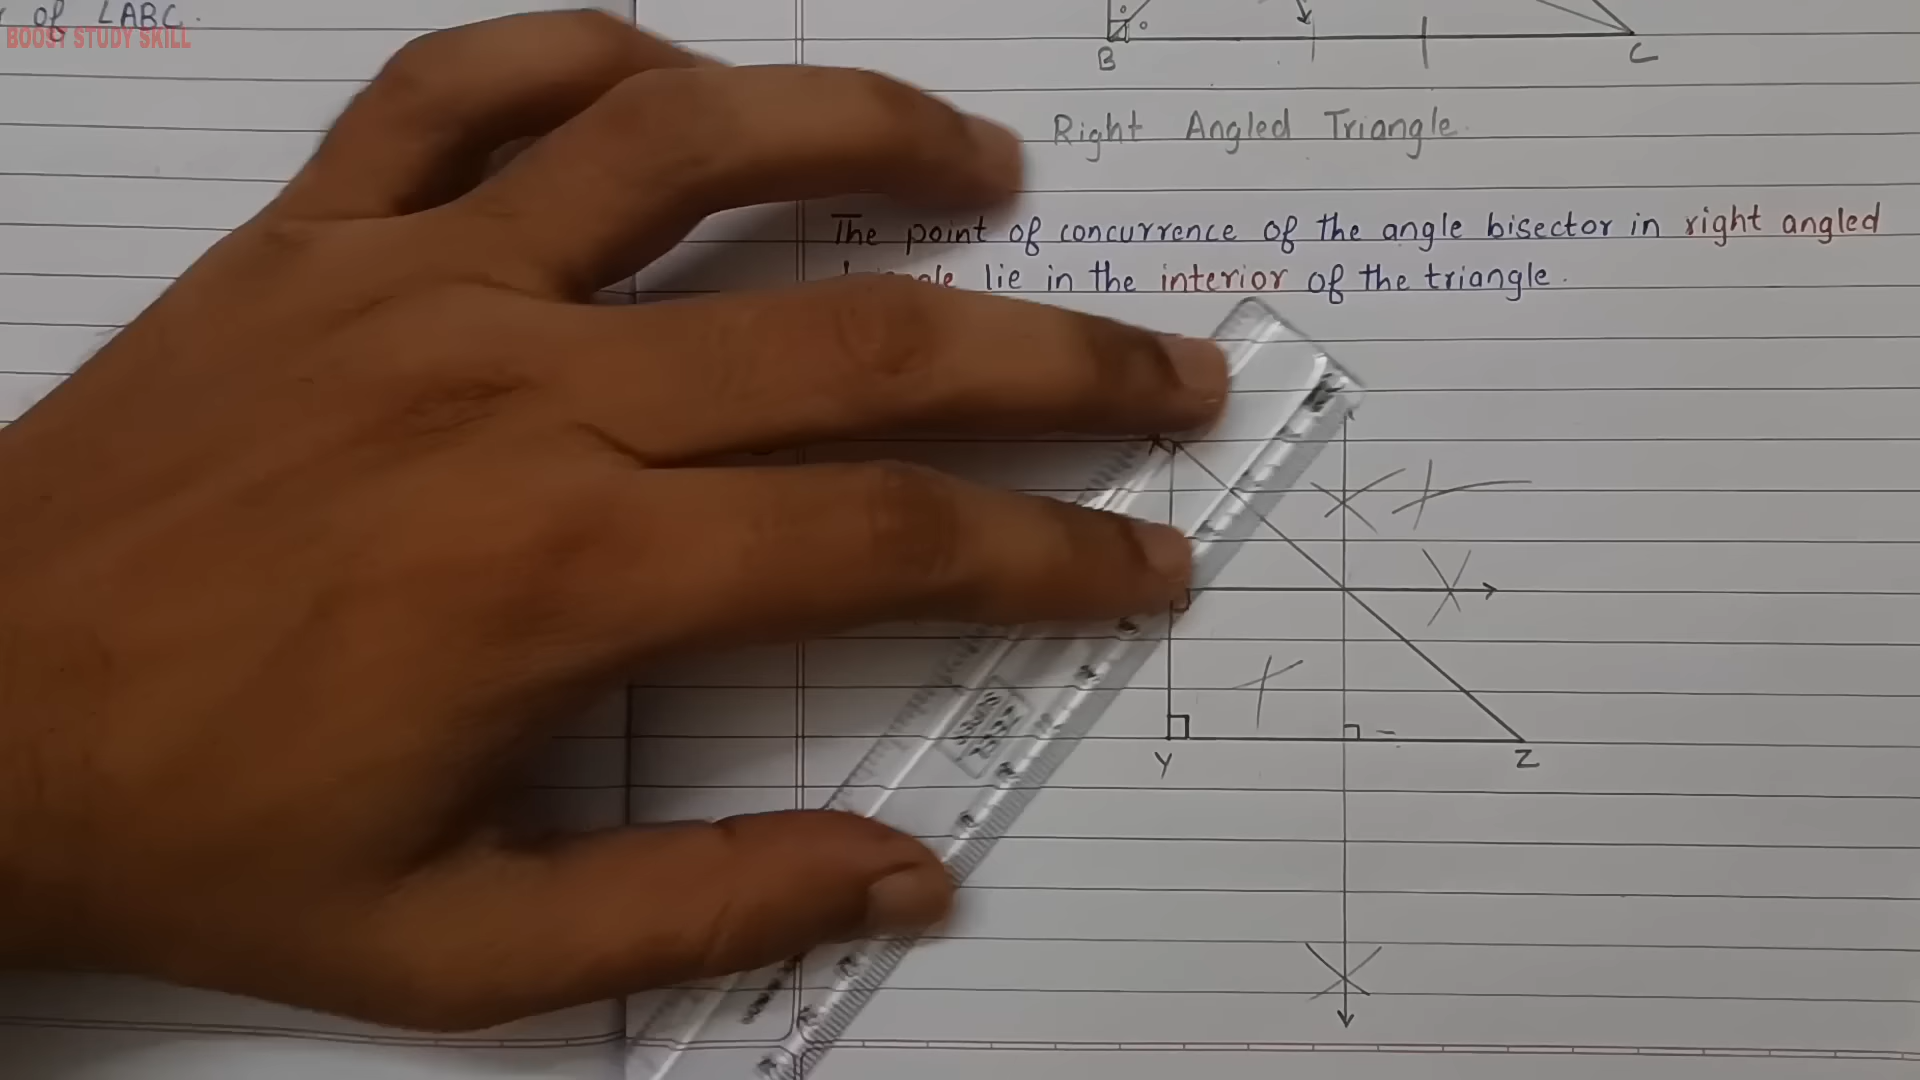 of LABC.
BOOST STUDY SKILL
B
C
Right Angled Triangle.
The point of concurrence of the angle bisector in right angled
lie in the interior of the triangle.
X
Y
Z